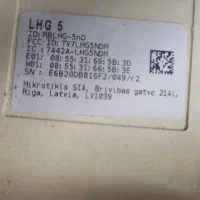 LHG 5
ID: RBLHG-5nD
FCC ID: TV7LHG5NDM
IC : 7442A-LHG5NDM
E01: 08:55:31:66:5B:3D
W01: 08:55:31:66:5B:3E
SN : E6B20DB816F2/049/r2
Mikrotikls SIA, Brivibas gatve 214i,
Riga, Latvia, LV1039